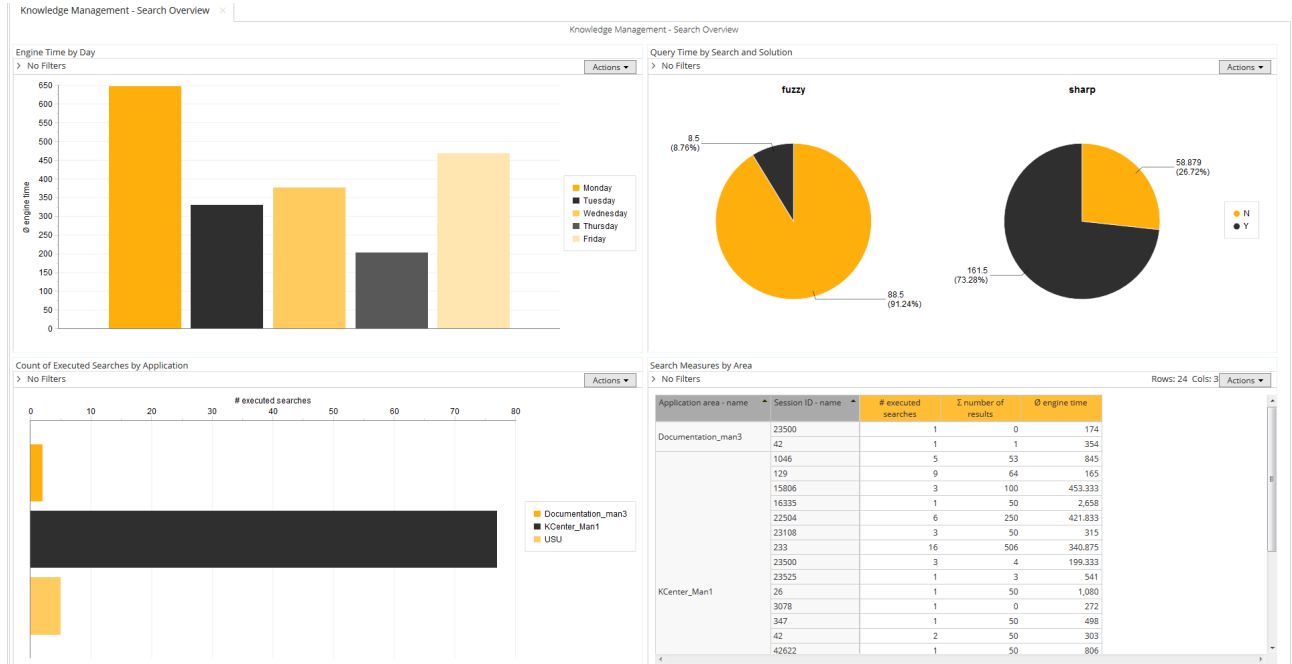 Knowledge Management - Search Overview ×
Knowledge Management - Search Overview
Engine Time by Day
> No Filters
Actions ▾
650
600
550
500
450
400
350
300
250
200
150
100
50
0
Ø engine time
Monday
Tuesday
Wednesday
Thursday
Friday
Query Time by Search and Solution
> No Filters
Actions ▾
fuzzy
sharp
8.5
(8.76%)
88.5
(91.24%)
58.879
(26.72%)
161.5
(73.28%)
N
Y
Count of Executed Searches by Application
> No Filters
Actions ▾
# executed searches
0 10 20 30 40 50 60 70 80
Documentation_man3
KCenter_Man1
USU
Search Measures by Area
> No Filters
Rows: 24 Cols: 3 Actions ▾
Application area - name Session ID - name # executed searches Σ number of results Ø engine time
Documentation_man3 23500 1 0 174
42 1 1 354
1046 5 53 845
129 9 64 165
15806 3 100 453.333
16335 1 50 2,658
22504 6 250 421.833
23108 3 50 315
233 16 506 340.875
23500 3 4 199.333
23525 1 3 541
KCenter_Man1 26 1 50 1,080
3078 1 0 272
347 1 50 498
42 2 50 303
42622 1 50 806